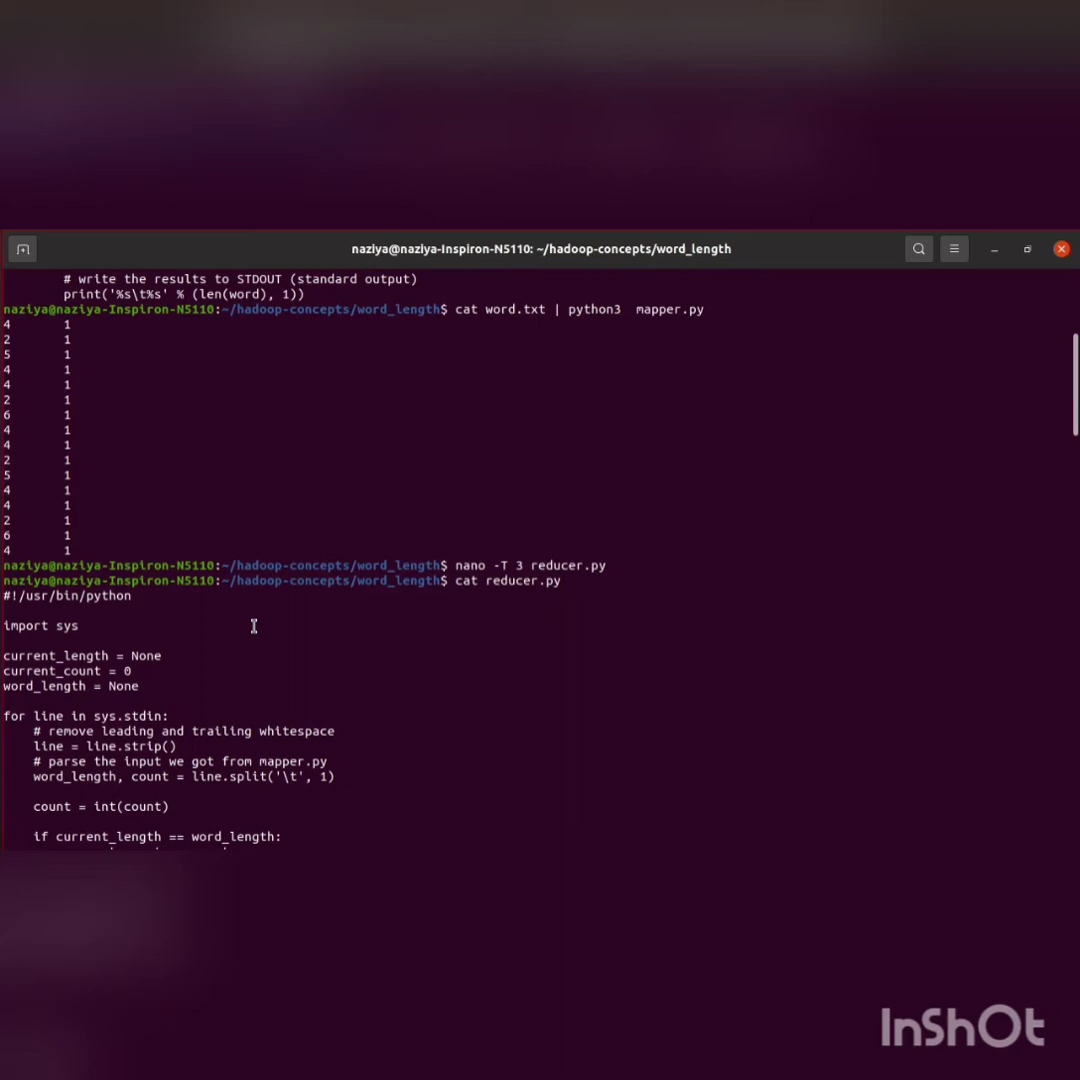 naziya@naziya-Inspiron-N5110: ~/hadoop-concepts/word_length
# write the results to STDOUT (standard output)
print('%s\t%s' % (len(word), 1))
naziya@naziya-Inspiron-N5110:~/hadoop-concepts/word_length$ cat word.txt | python3  mapper.py
4 1
2 1
5 1
4 1
4 1
2 1
6 1
4 1
4 1
2 1
5 1
4 1
4 1
2 1
6 1
4 1
naziya@naziya-Inspiron-N5110:~/hadoop-concepts/word_length$ nano -T 3 reducer.py
naziya@naziya-Inspiron-N5110:~/hadoop-concepts/word_length$ cat reducer.py
#!/usr/bin/python
import sys
current_length = None
current_count = 0
word_length = None
for line in sys.stdin:
# remove leading and trailing whitespace
line = line.strip()
# parse the input we got from mapper.py
word_length, count = line.split('\t', 1)
count = int(count)
if current_length == word_length:
InShOt